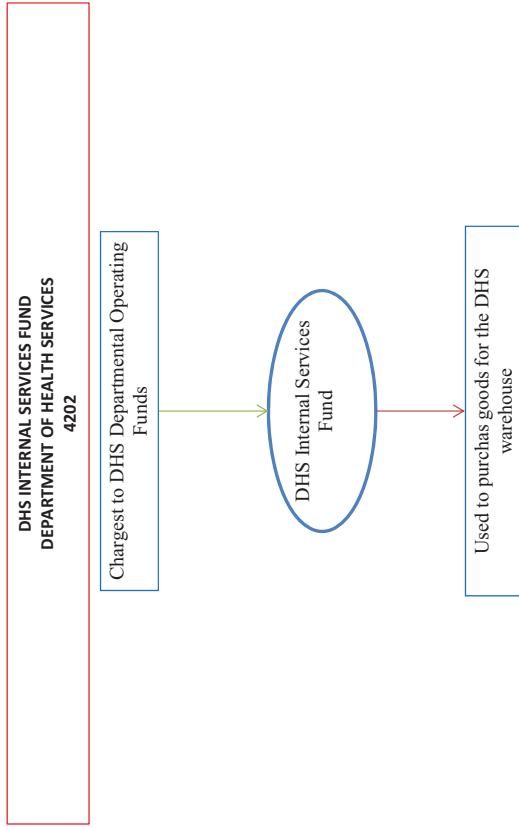 DHS INTERNAL SERVICES FUND
DEPARTMENT OF HEALTH SERVICES
4202
Chargest to DHS Departmental Operating
Funds
DHS Internal Services
Fund
Used to purchas goods for the DHS
warehouse